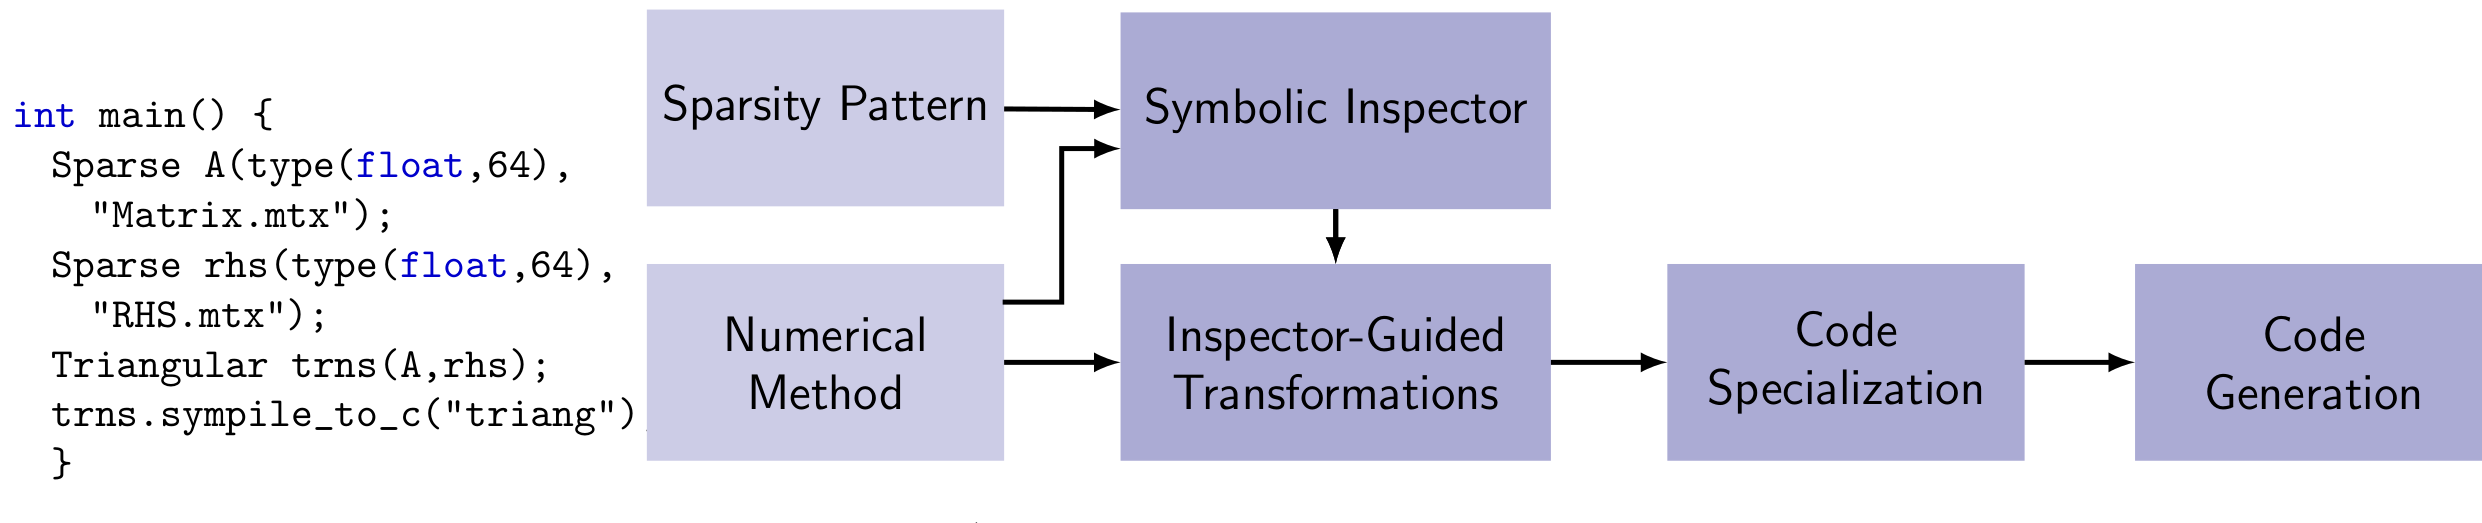 int main() {
Sparse A(type(float,64),
"Matrix.mtx");
Sparse rhs(type(float,64),
"RHS.mtx");
Triangular trns(A,rhs);
trns.sympile_to_c("triang")
}
Sparsity Pattern
Symbolic Inspector
Numerical
Method
Inspector-Guided
Transformations
Code
Specialization
Code
Generation